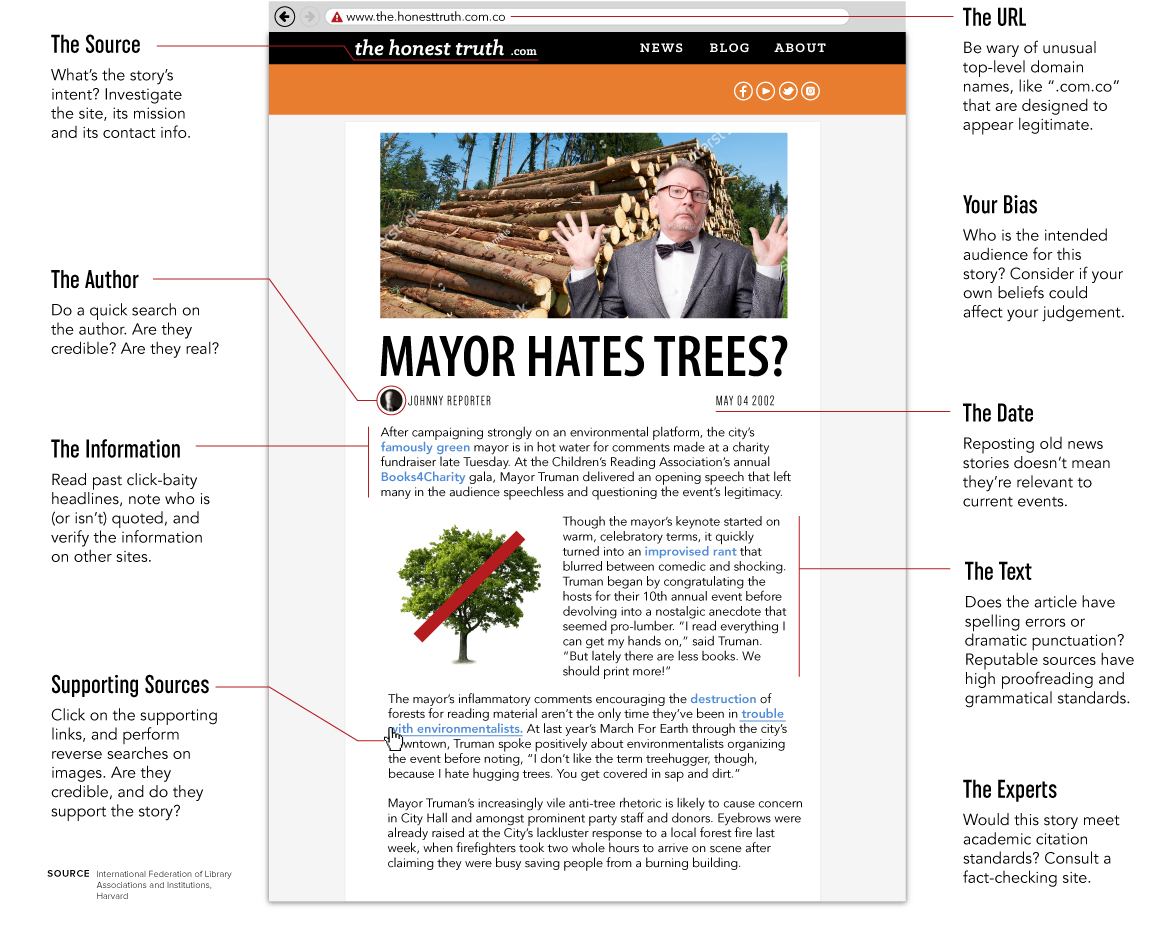 www.the.honesttruth.com.co
the honest truth .com
NEWS BLOG ABOUT
MAYOR HATES TREES?
JOHNNY REPORTER
MAY 04 2002
After campaigning strongly on an environmental platform, the city's
famously green mayor is in hot water for comments made at a charity
fundraiser late Tuesday. At the Children's Reading Association's annual
Books4Charity gala, Mayor Truman delivered an opening speech that left
many in the audience speechless and questioning the event's legitimacy.
Though the mayor's keynote started on
warm, celebratory terms, it quickly
turned into an improvised rant that
blurred between comedic and shocking.
Truman began by congratulating the
hosts for their 10th annual event before
devolving into a nostalgic anecdote that
seemed pro-lumber. "I read everything I
can get my hands on," said Truman.
"But lately there are less books. We
should print more!"
The mayor's inflammatory comments encouraging the destruction of
forests for reading material aren't the only time they've been in trouble
with environmentalists. At last year's March For Earth through the city's
downtown, Truman spoke positively about environmentalists organizing
the event before noting, "I don't like the term treehugger, though,
because I hate hugging trees. You get covered in sap and dirt."
Mayor Truman's increasingly vile anti-tree rhetoric is likely to cause concern
in City Hall and amongst prominent party staff and donors. Eyebrows were
already raised at the City's lackluster response to a local forest fire last
week, when firefighters took two whole hours to arrive on scene after
claiming they were busy saving people from a burning building.
The Source
What's the story's
intent? Investigate
the site, its mission
and its contact info.
The Author
Do a quick search on
the author. Are they
credible? Are they real?
The Information
Read past click-baity
headlines, note who is
(or isn't) quoted, and
verify the information
on other sites.
Supporting Sources
Click on the supporting
links, and perform
reverse searches on
images. Are they
credible, and do they
support the story?
SOURCE International Federation of Library
Associations and Institutions,
Harvard
The URL
Be wary of unusual
top-level domain
names, like ".com.co"
that are designed to
appear legitimate.
Your Bias
Who is the intended
audience for this
story? Consider if your
own beliefs could
affect your judgement.
The Date
Reposting old news
stories doesn't mean
they're relevant to
current events.
The Text
Does the article have
spelling errors or
dramatic punctuation?
Reputable sources have
high proofreading and
grammatical standards.
The Experts
Would this story meet
academic citation
standards? Consult a
fact-checking site.